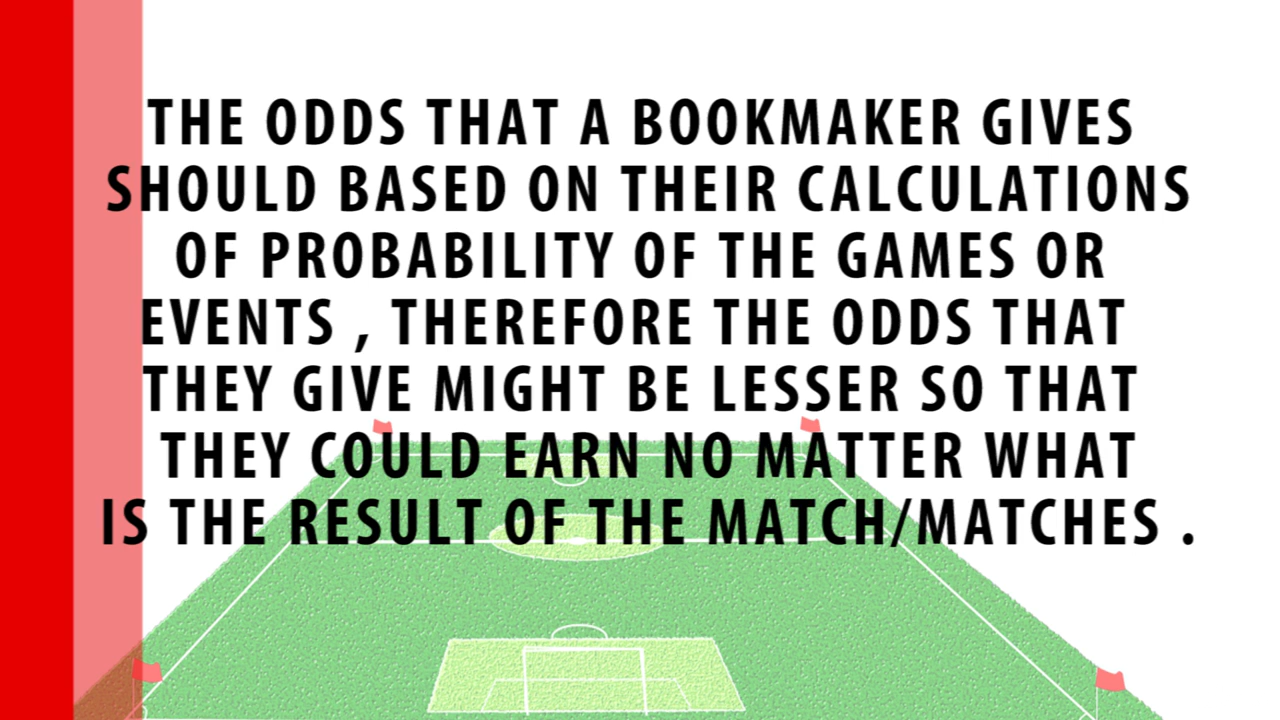 THE ODDS THAT A BOOKMAKER GIVES
SHOULD BASED ON THEIR CALCULATIONS
OF PROBABILITY OF THE GAMES OR
EVENTS , THEREFORE THE ODDS THAT
THEY GIVE MIGHT BE LESSER SO THAT
THEY COULD EARN NO MATTER WHAT
IS THE RESULT OF THE MATCH/MATCHES .